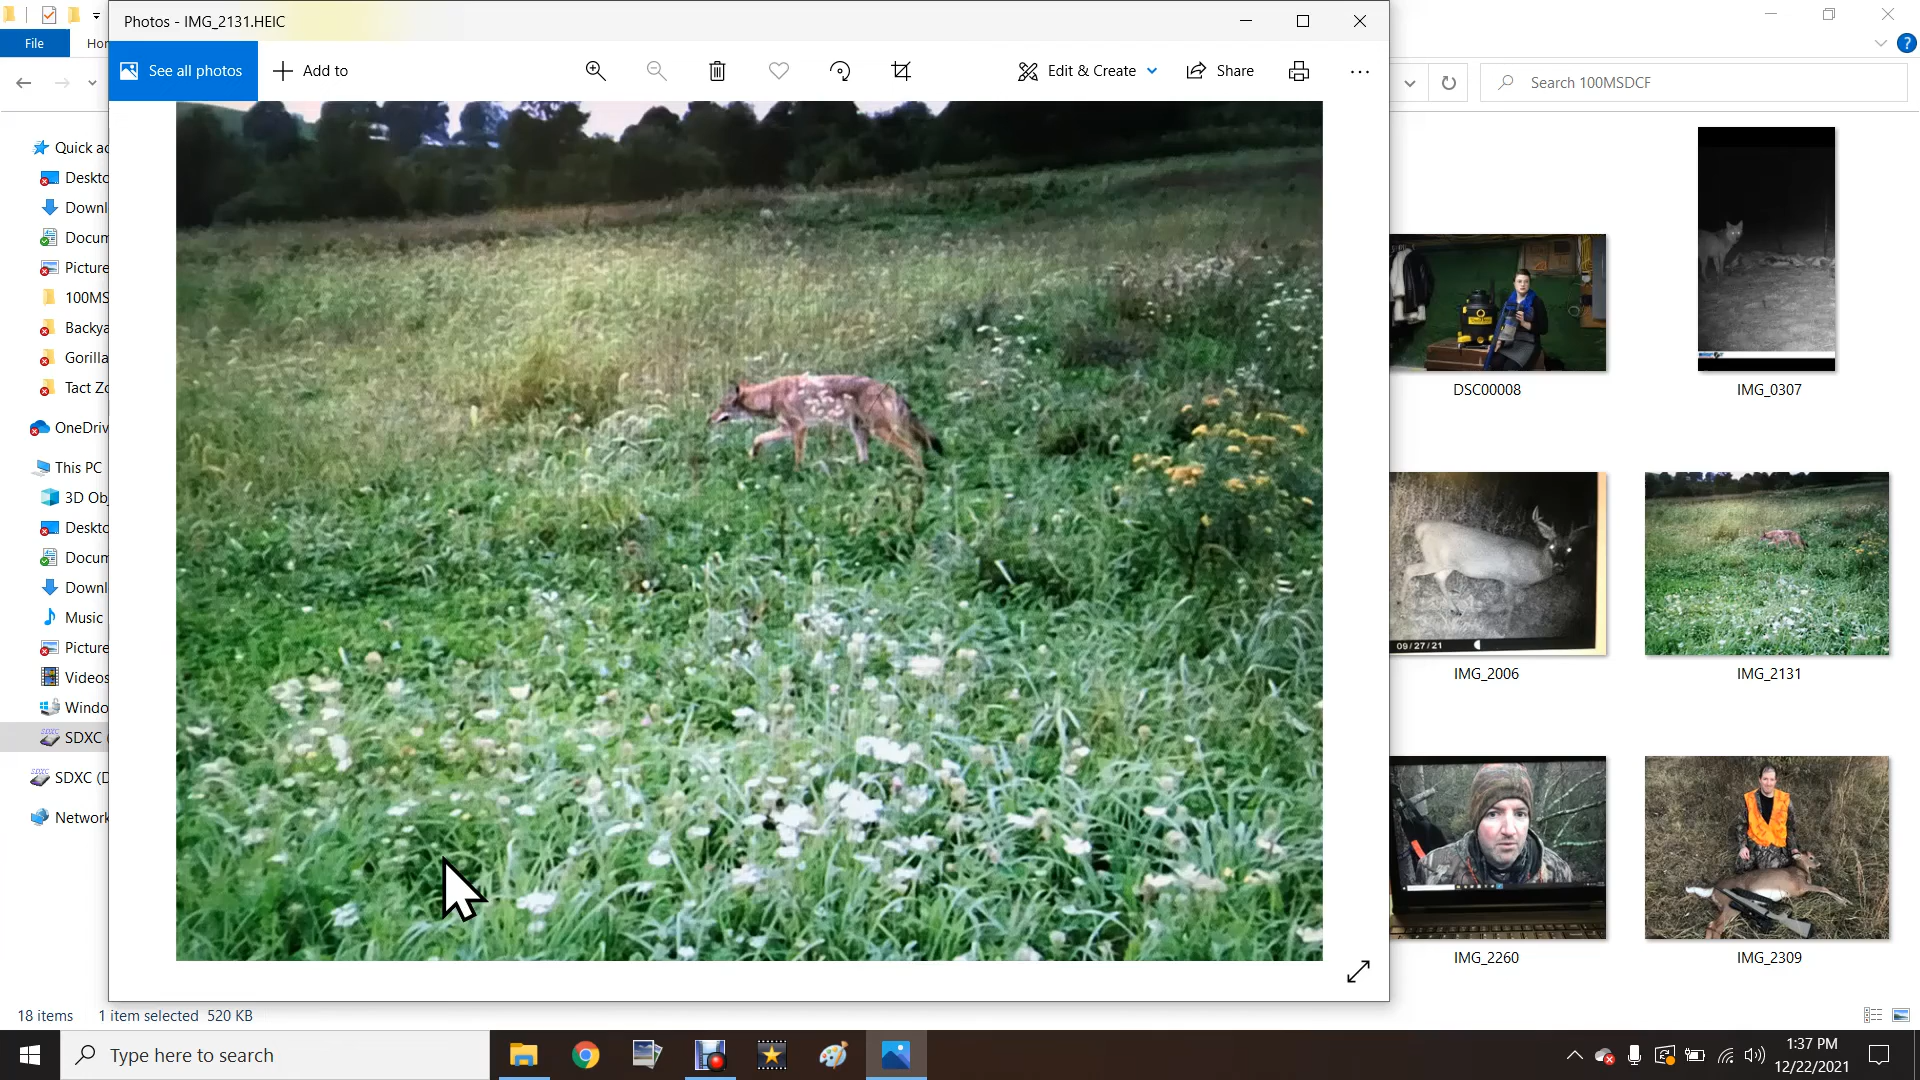 Photos - IMG_2131.HEIC
File
Hor
See all photos
Add to
Edit & Create
Share
Search 100MSDCF
Quick ac
Deskto
Downl
Docum
Picture
100MS
Backya
Gorilla
Tact Zo
OneDriv
This PC
3D Obj
Deskto
Docum
Downl
Music
Picture
Videos
Windo
SDXC (
SDXC (D
Network
DSC00008
IMG_0307
09/27/21
IMG_2006
IMG_2131
IMG_2260
IMG_2309
18 items
1 item selected
520 KB
Type here to search
1:37 PM
12/22/2021